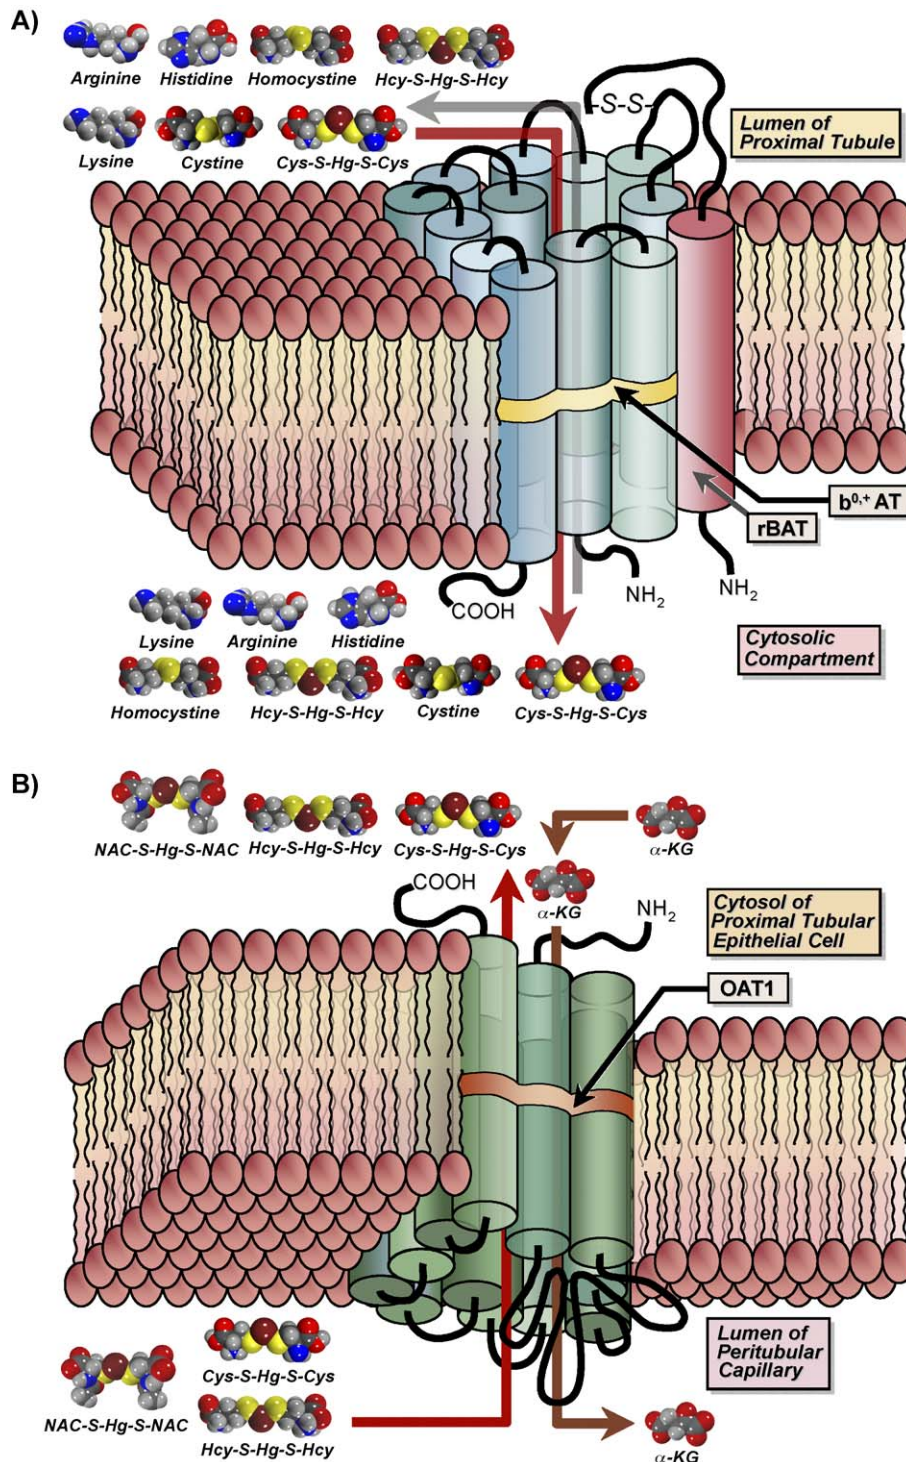 A)
Arginine
Histidine
Homocystine
Hcy-S-Hg-S-Hcy
-S-S-
Lysine
Cystine
Cys-S-Hg-S-Cys
Lumen of
Proximal Tubule
b⁰,⁺ AT
rBAT
COOH
NH₂
NH₂
Lysine
Arginine
Histidine
Cytosolic
Compartment
Homocystine
Hcy-S-Hg-S-Hcy
Cystine
Cys-S-Hg-S-Cys
B)
NAC-S-Hg-S-NAC
Hcy-S-Hg-S-Hcy
Cys-S-Hg-S-Cys
α-KG
α-KG
COOH
NH₂
Cytosol of
Proximal Tubular
Epithelial Cell
OAT1
Lumen of
Peritubular
Capillary
Cys-S-Hg-S-Cys
NAC-S-Hg-S-NAC
Hcy-S-Hg-S-Hcy
α-KG